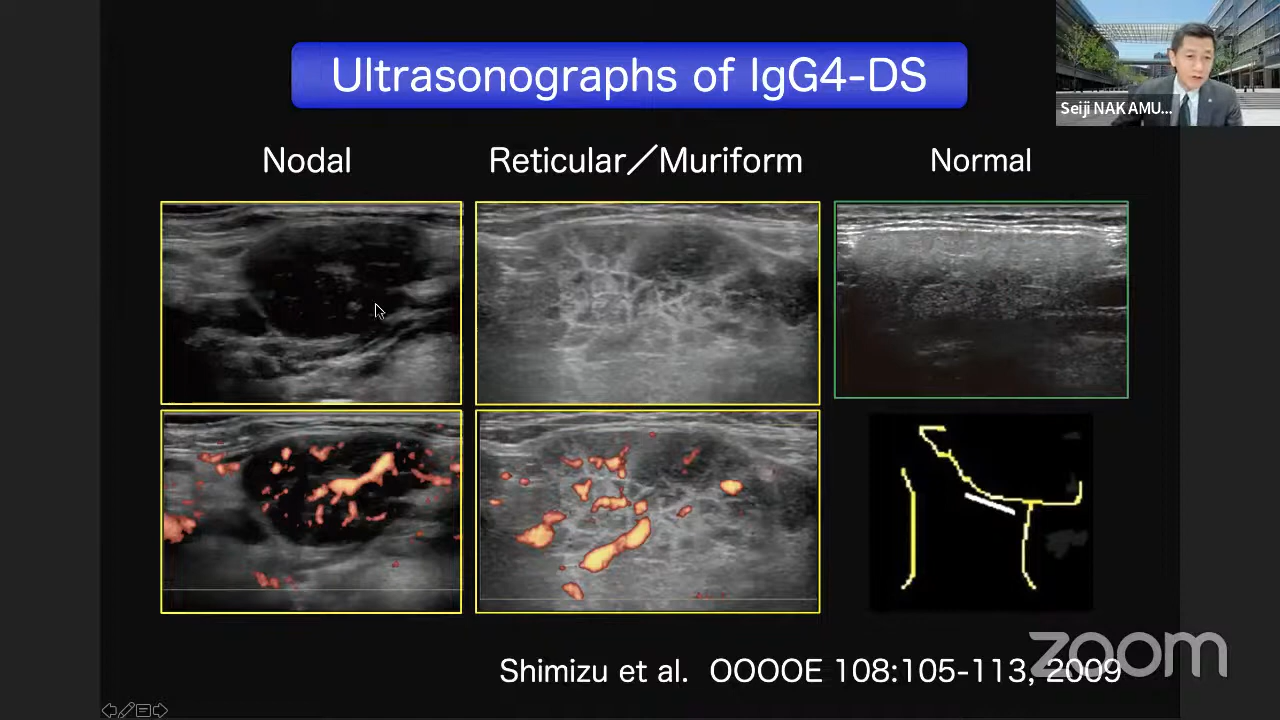 Ultrasonographs of IgG4-DS
Seiji NAKAMU...
Nodal
Reticular／Muriform
Normal
Shimizu et al. OOOOE 108:105-113, 2009
zoom